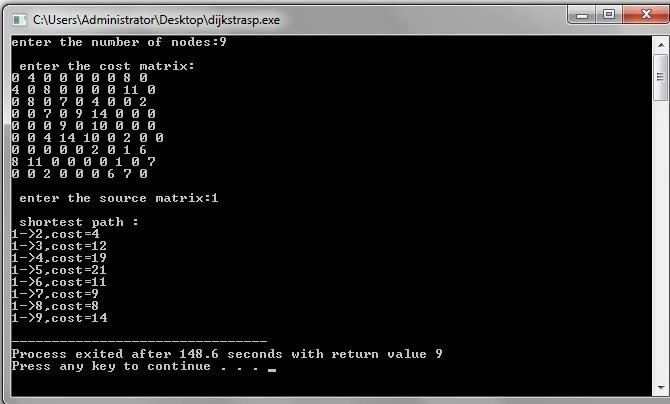 C:\Users\Administrator\Desktop\dijkstrasp.exe
enter the number of nodes:9
enter the cost matrix:
0 4 0 0 0 0 0 8 0
4 0 8 0 0 0 0 11 0
0 8 0 7 0 4 0 0 2
0 0 7 0 9 14 0 0 0
0 0 0 9 0 10 0 0 0
0 0 4 14 10 0 2 0 0
0 0 0 0 0 2 0 1 6
8 11 0 0 0 0 1 0 7
0 0 2 0 0 0 6 7 0
enter the source matrix:1
shortest path :
1->2,cost=4
1->3,cost=12
1->4,cost=19
1->5,cost=21
1->6,cost=11
1->7,cost=9
1->8,cost=8
1->9,cost=14
--------------------------------
Process exited after 148.6 seconds with return value 9
Press any key to continue . . . _